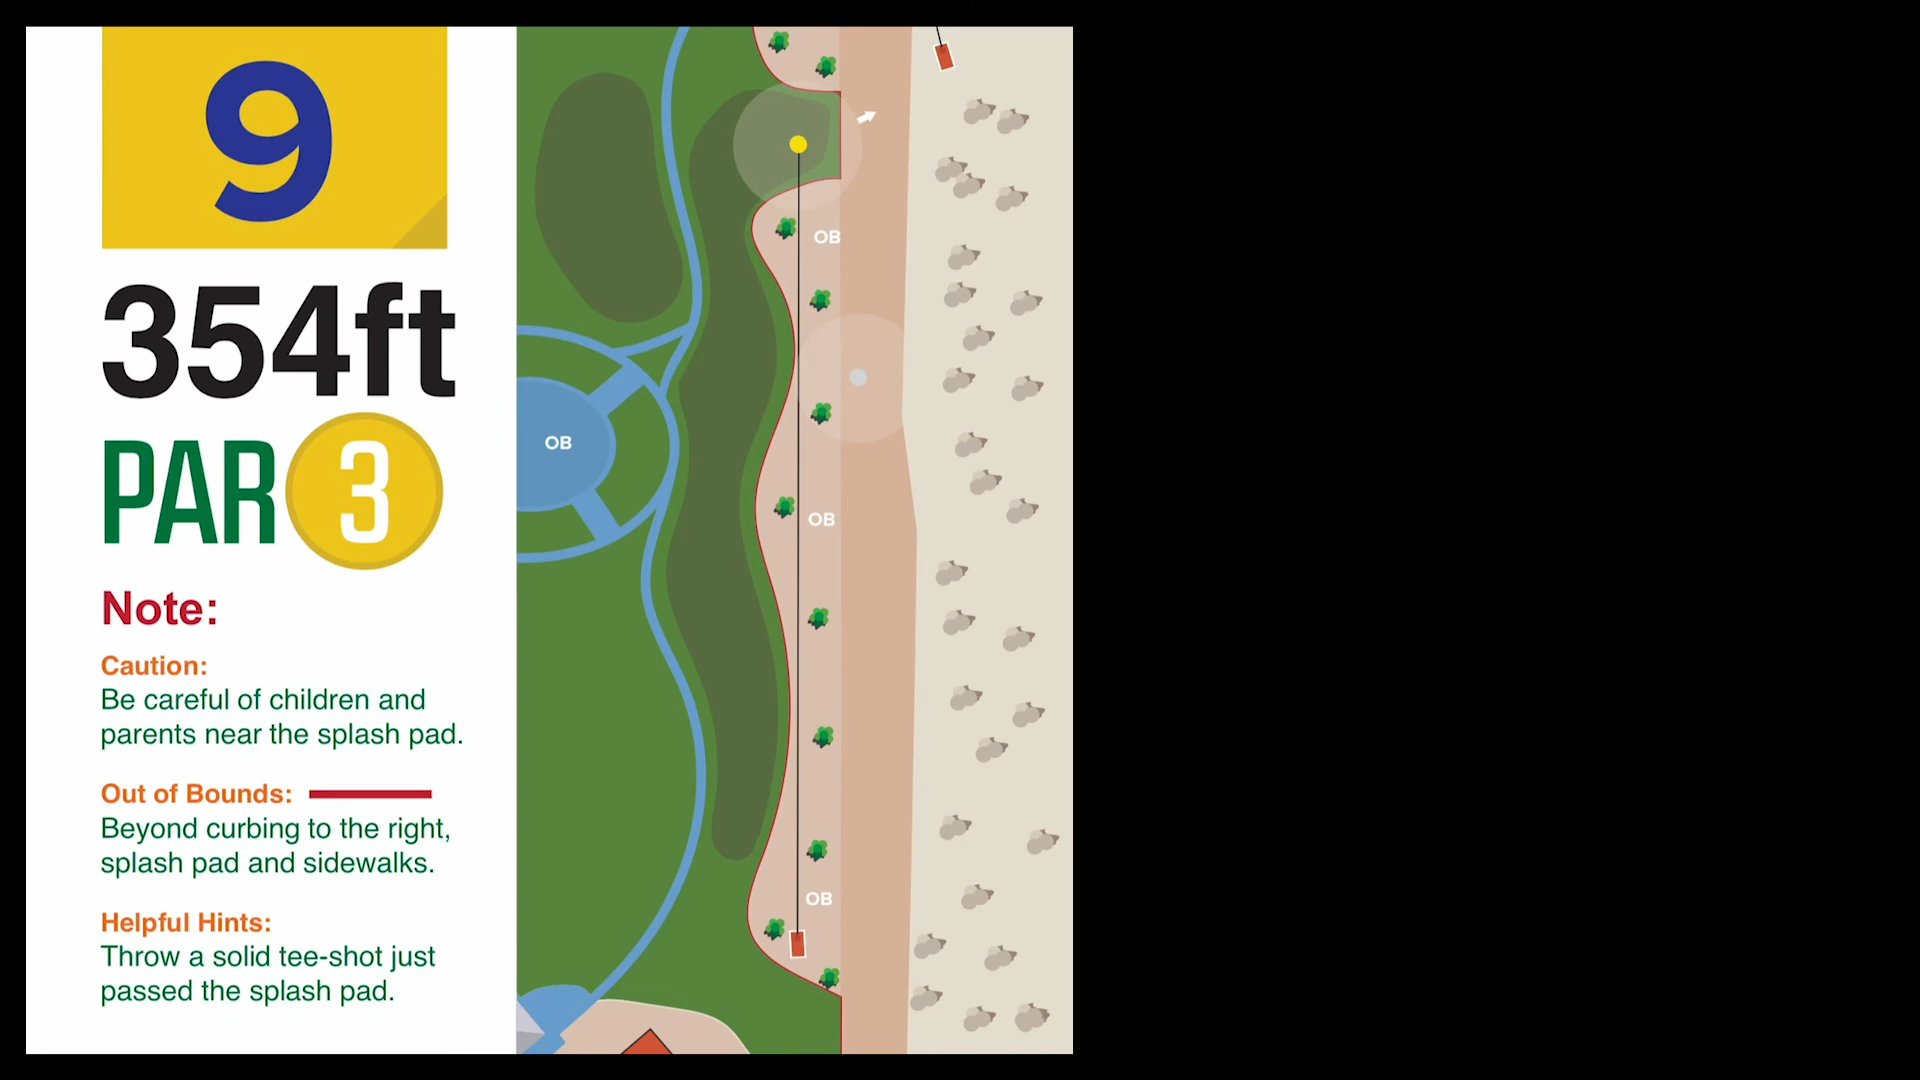 9
354ft
PAR 3
Note:
Caution:
Be careful of children and
parents near the splash pad.
Out of Bounds:
Beyond curbing to the right,
splash pad and sidewalks.
Helpful Hints:
Throw a solid tee-shot just
passed the splash pad.
OB
OB
OB
OB